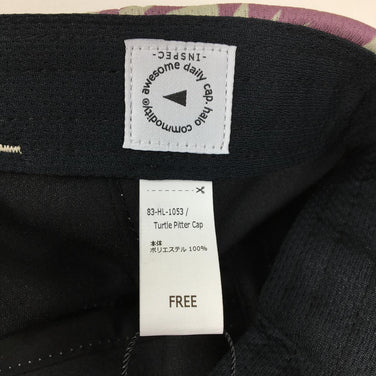 -INSPEC-
awesome daily cap. halo commodity®
83-HL-1053 /
Turtle Pitter Cap
本体
ポリエステル 100%
FREE